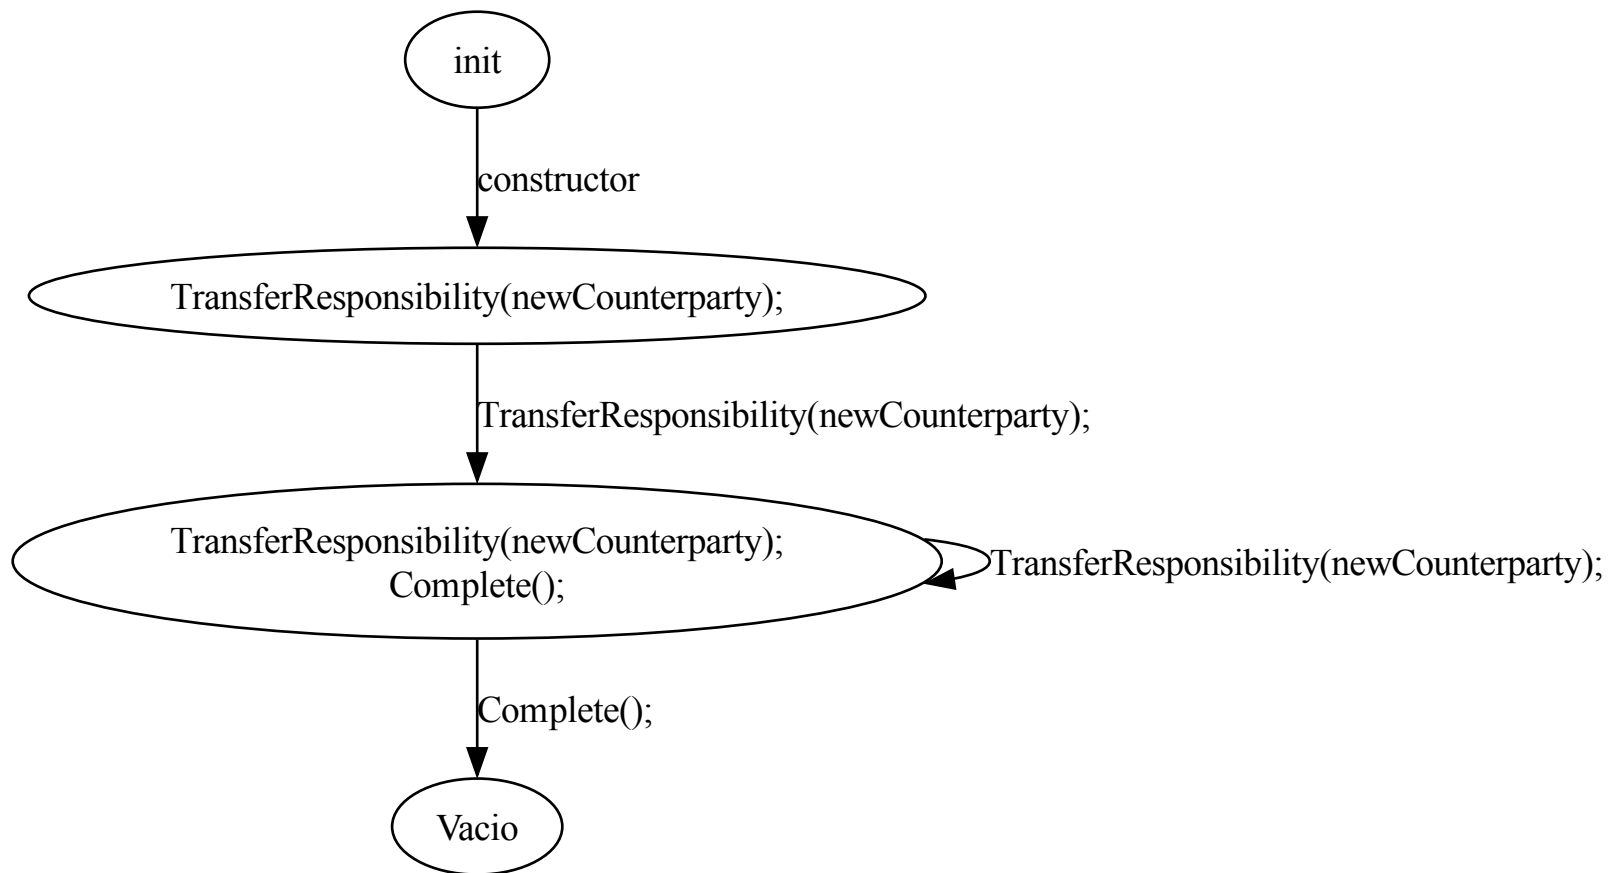 init
constructor
TransferResponsibility(newCounterparty);
TransferResponsibility(newCounterparty);
TransferResponsibility(newCounterparty);
Complete();
TransferResponsibility(newCounterparty);
Complete();
Vacio